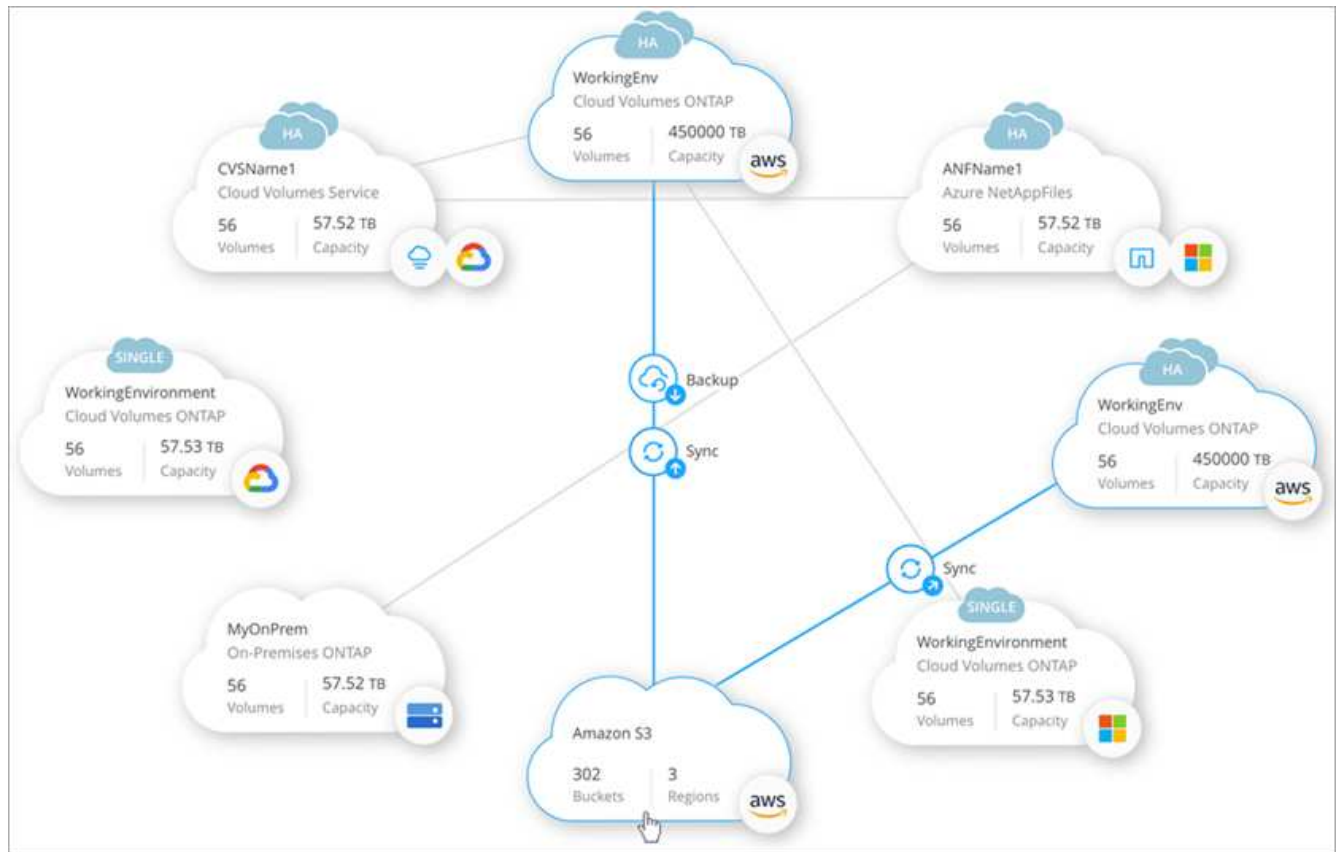 HA
WorkingEnv
Cloud Volumes ONTAP
56
450000 TB
Volumes
Capacity
aws
HA
CVSName1
Cloud Volumes Service
56
57.52 TB
Volumes
Capacity
HA
ANFName1
Azure NetAppFiles
56
57.52 TB
Volumes
Capacity
SINGLE
WorkingEnvironment
Cloud Volumes ONTAP
56
57.53 TB
Volumes
Capacity
Backup
Sync
HA
WorkingEnv
Cloud Volumes ONTAP
56
450000 TB
Volumes
Capacity
aws
Sync
MyOnPrem
On-Premises ONTAP
56
57.52 TB
Volumes
Capacity
SINGLE
WorkingEnvironment
Cloud Volumes ONTAP
56
57.53 TB
Volumes
Capacity
Amazon S3
302
3
Buckets
Regions
aws